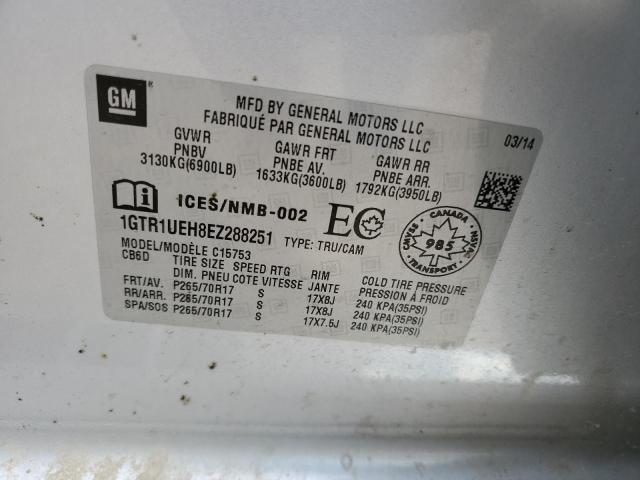 GM
MFD BY GENERAL MOTORS LLC
FABRIQUÉ PAR GENERAL MOTORS LLC
03/14
GVWR GAWR FRT GAWR RR
PNBV PNBE AV. PNBE ARR.
3130KG(6900LB) 1633KG(3600LB) 1792KG(3950LB)
ICES/NMB-002 EC
1GTR1UEH8EZ288251 TYPE: TRU/CAM
CMVSS 985 NSVAC
MODEL/MODÈLE C15753
CB6D TIRE SIZE SPEED RTG RIM COLD TIRE PRESSURE
DIM. PNEU COTE VITESSE JANTE PRESSION À FROID
FRT/AV. P265/70R17 S 17X8J 240 KPA(35PSI)
RR/ARR. P265/70R17 S 17X8J 240 KPA(35PSI)
SPA/SOS P265/70R17 S 17X7.5J 240 KPA(35PSI)